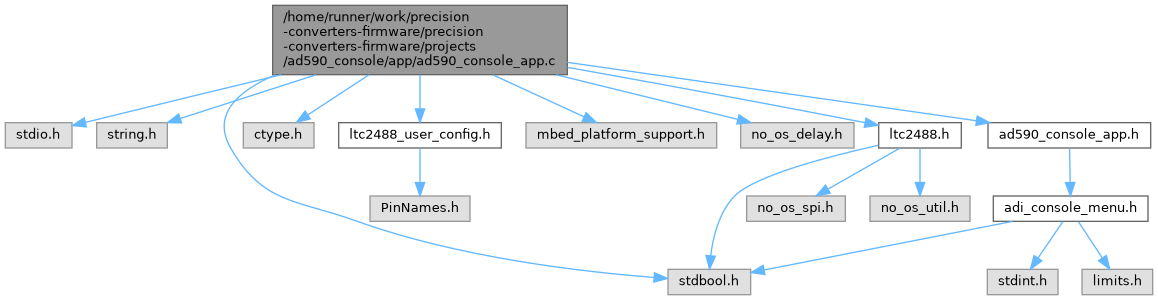 /home/runner/work/precision
-converters-firmware/precision
-converters-firmware/projects
/ad590_console/app/ad590_console_app.c
stdio.h
string.h
ctype.h
ltc2488_user_config.h
mbed_platform_support.h
no_os_delay.h
ltc2488.h
ad590_console_app.h
PinNames.h
no_os_spi.h
no_os_util.h
adi_console_menu.h
stdbool.h
stdint.h
limits.h